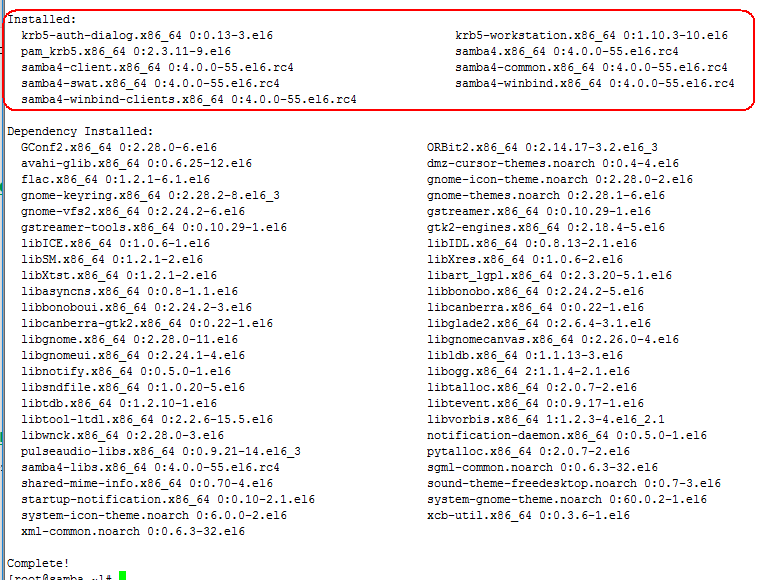 Installed:
krb5-auth-dialog.x86_64 0:0.13-3.el6 krb5-workstation.x86_64 0:1.10.3-10.el6
pam_krb5.x86_64 0:2.3.11-9.el6 samba4.x86_64 0:4.0.0-55.el6.rc4
samba4-client.x86_64 0:4.0.0-55.el6.rc4 samba4-common.x86_64 0:4.0.0-55.el6.rc4
samba4-swat.x86_64 0:4.0.0-55.el6.rc4 samba4-winbind.x86_64 0:4.0.0-55.el6.rc4
samba4-winbind-clients.x86_64 0:4.0.0-55.el6.rc4
Dependency Installed:
GConf2.x86_64 0:2.28.0-6.el6 ORBit2.x86_64 0:2.14.17-3.2.el6_3
avahi-glib.x86_64 0:0.6.25-12.el6 dmz-cursor-themes.noarch 0:0.4-4.el6
flac.x86_64 0:1.2.1-6.1.el6 gnome-icon-theme.noarch 0:2.28.0-2.el6
gnome-keyring.x86_64 0:2.28.2-8.el6_3 gnome-themes.noarch 0:2.28.1-6.el6
gnome-vfs2.x86_64 0:2.24.2-6.el6 gstreamer.x86_64 0:0.10.29-1.el6
gstreamer-tools.x86_64 0:0.10.29-1.el6 gtk2-engines.x86_64 0:2.18.4-5.el6
libICE.x86_64 0:1.0.6-1.el6 libIDL.x86_64 0:0.8.13-2.1.el6
libSM.x86_64 0:1.2.1-2.el6 libXres.x86_64 0:1.0.6-2.el6
libXtst.x86_64 0:1.2.1-2.el6 libart_lgpl.x86_64 0:2.3.20-5.1.el6
libasyncns.x86_64 0:0.8-1.1.el6 libbonobo.x86_64 0:2.24.2-5.el6
libbonoboui.x86_64 0:2.24.2-3.el6 libcanberra.x86_64 0:0.22-1.el6
libcanberra-gtk2.x86_64 0:0.22-1.el6 libglade2.x86_64 0:2.6.4-3.1.el6
libgnome.x86_64 0:2.28.0-11.el6 libgnomecanvas.x86_64 0:2.26.0-4.el6
libgnomeui.x86_64 0:2.24.1-4.el6 libldb.x86_64 0:1.1.13-3.el6
libnotify.x86_64 0:0.5.0-1.el6 libogg.x86_64 2:1.1.4-2.1.el6
libsndfile.x86_64 0:1.0.20-5.el6 libtalloc.x86_64 0:2.0.7-2.el6
libtdb.x86_64 0:1.2.10-1.el6 libtevent.x86_64 0:0.9.17-1.el6
libtool-ltdl.x86_64 0:2.2.6-15.5.el6 libvorbis.x86_64 1:1.2.3-4.el6_2.1
libwnck.x86_64 0:2.28.0-3.el6 notification-daemon.x86_64 0:0.5.0-1.el6
pulseaudio-libs.x86_64 0:0.9.21-14.el6_3 pytalloc.x86_64 0:2.0.7-2.el6
samba4-libs.x86_64 0:4.0.0-55.el6.rc4 sgml-common.noarch 0:0.6.3-32.el6
shared-mime-info.x86_64 0:0.70-4.el6 sound-theme-freedesktop.noarch 0:0.7-3.el6
startup-notification.x86_64 0:0.10-2.1.el6 system-gnome-theme.noarch 0:60.0.2-1.el6
system-icon-theme.noarch 0:6.0.0-2.el6 xcb-util.x86_64 0:0.3.6-1.el6
xml-common.noarch 0:0.6.3-32.el6
Complete!
[root@samba ~]#